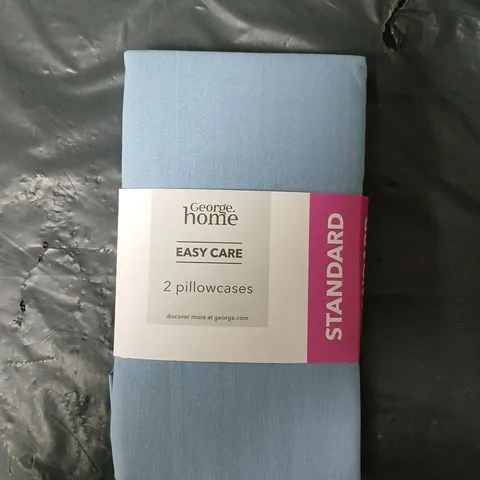 George.
home
EASY CARE
2 pillowcases
discover more at george.com
STANDARD